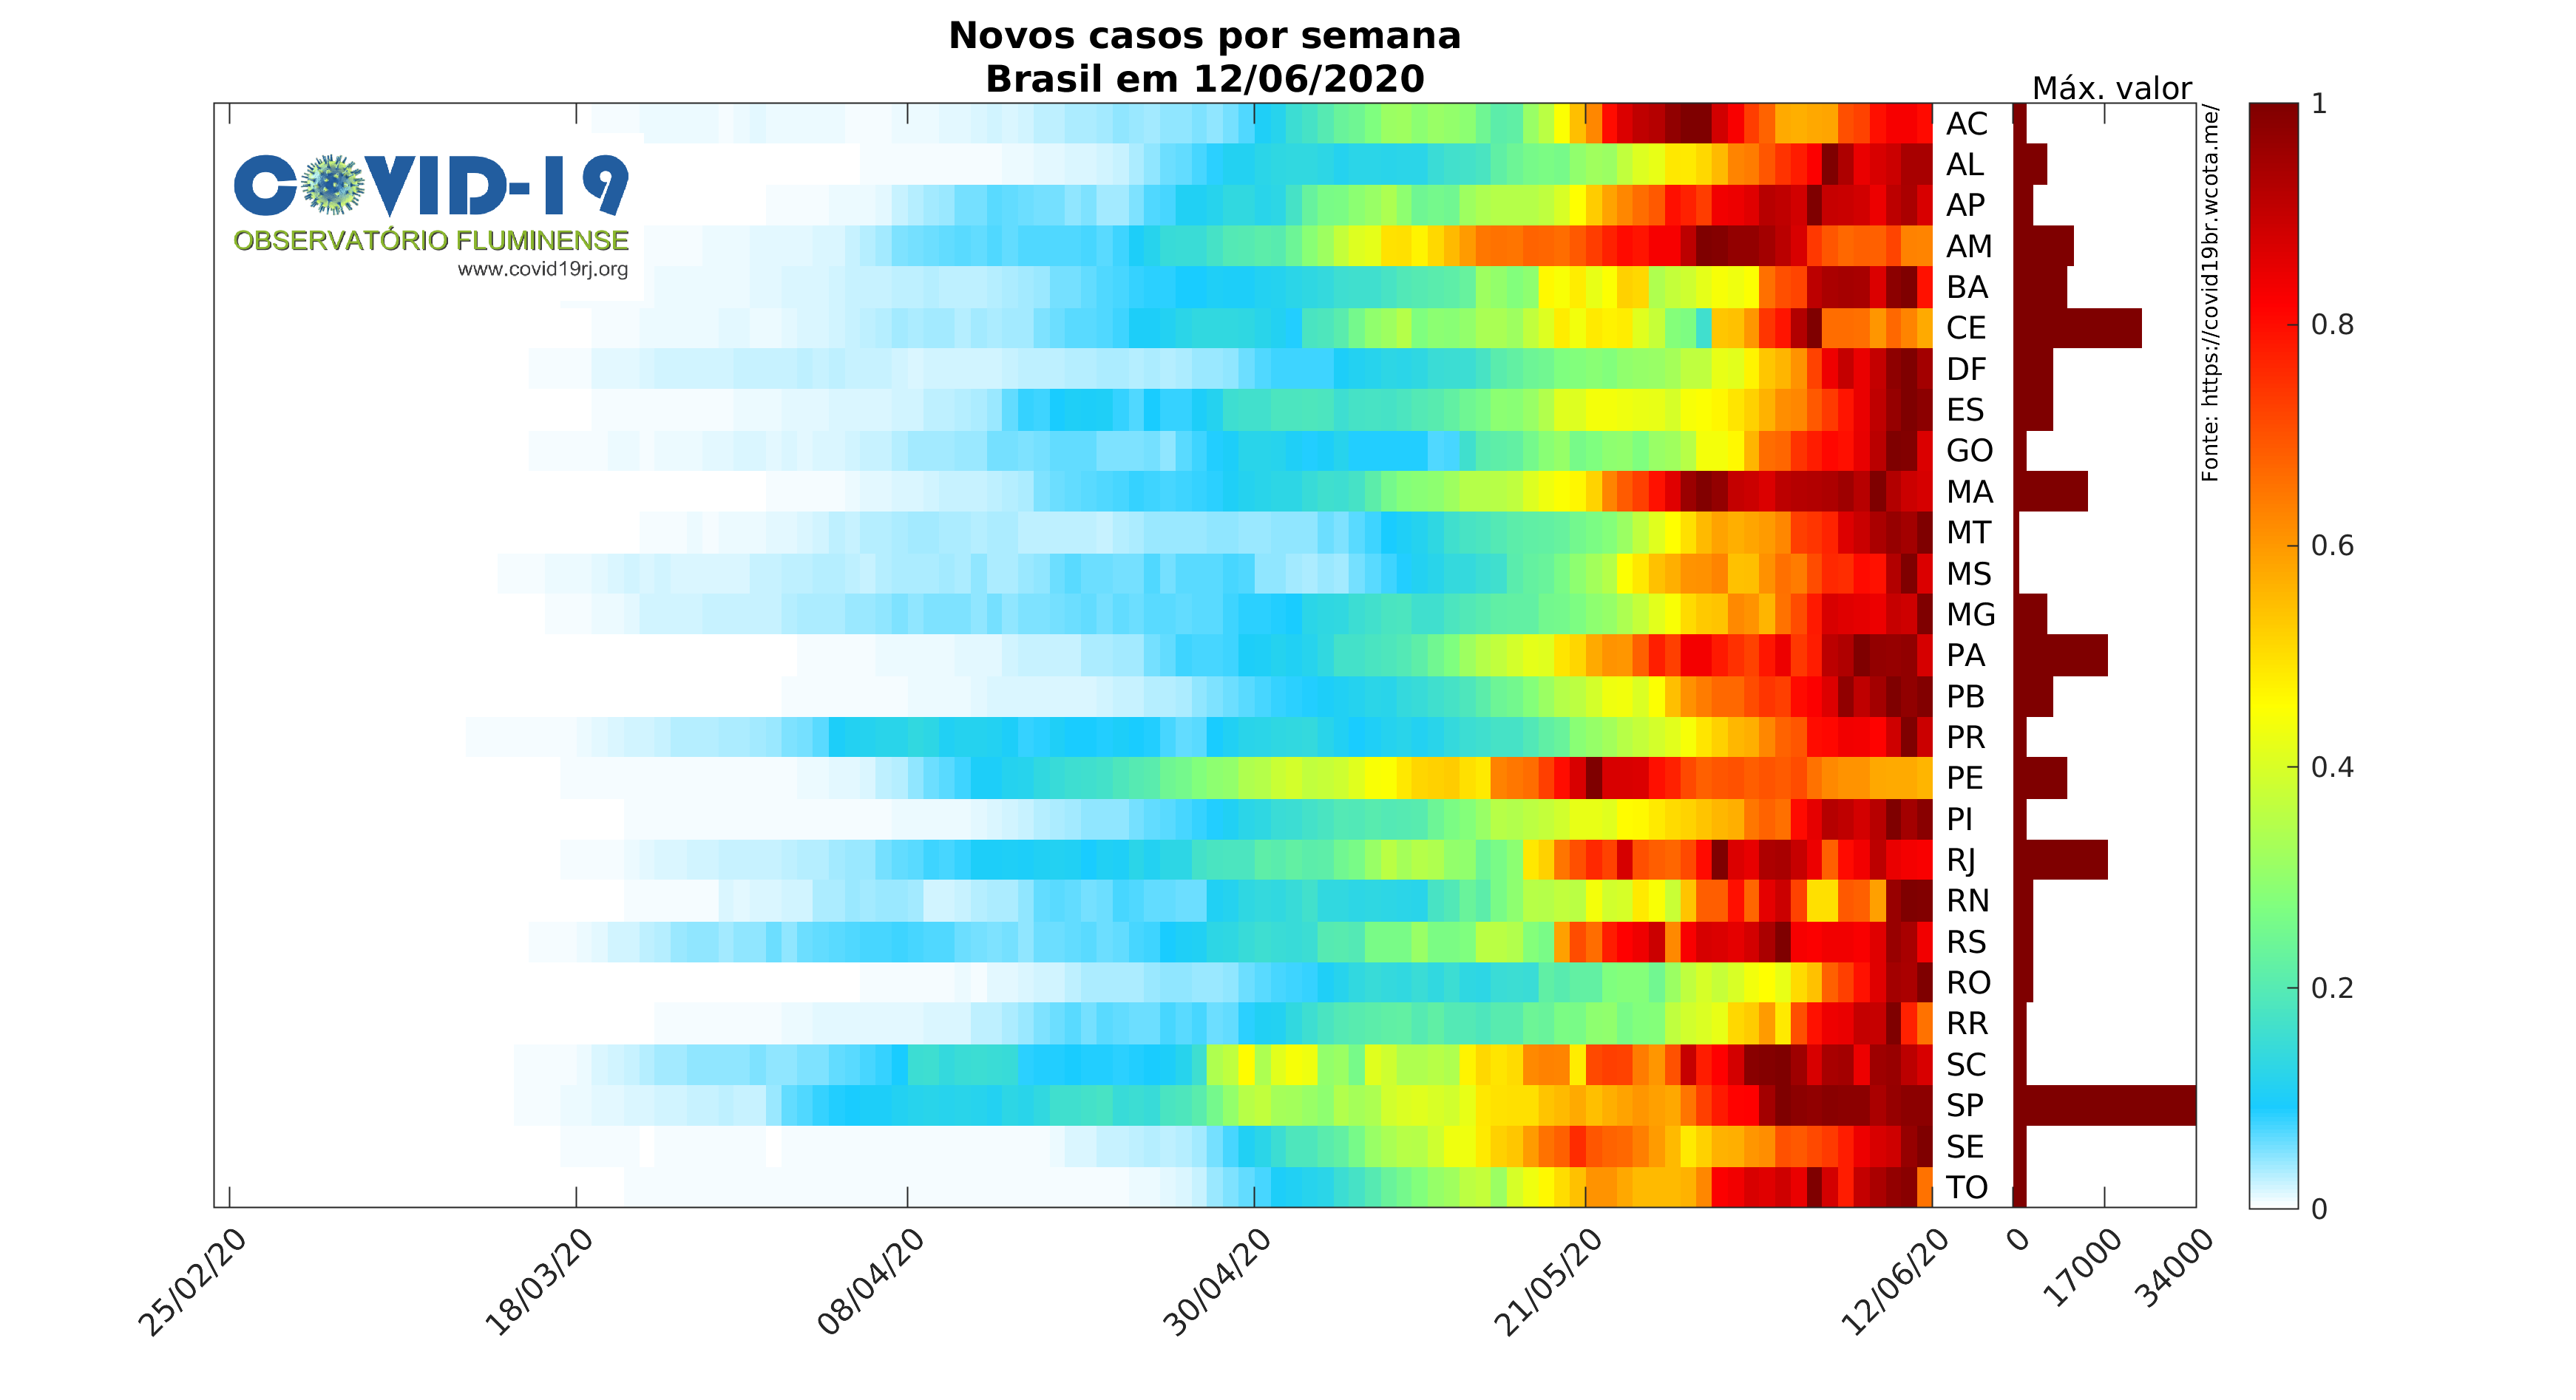 Novos casos por semana
Brasil em 12/06/2020
Máx. valor
COVID-19
OBSERVATÓRIO FLUMINENSE
www.covid19rj.org
AC
AL
AP
AM
BA
CE
DF
ES
GO
MA
MT
MS
MG
PA
PB
PR
PE
PI
RJ
RN
RS
RO
RR
SC
SP
SE
TO
Fonte: https://covid19br.wcota.me/
1
0.8
0.6
0.4
0.2
0
25/02/20
18/03/20
08/04/20
30/04/20
21/05/20
12/06/20
0
17000
34000